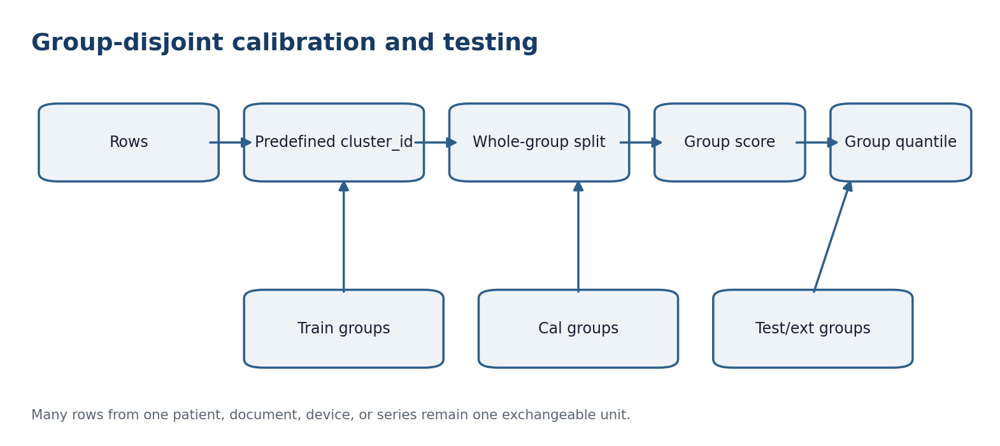 Group-disjoint calibration and testing
Rows
Predefined cluster_id
Whole-group split
Group score
Group quantile
Train groups
Cal groups
Test/ext groups
Many rows from one patient, document, device, or series remain one exchangeable unit.